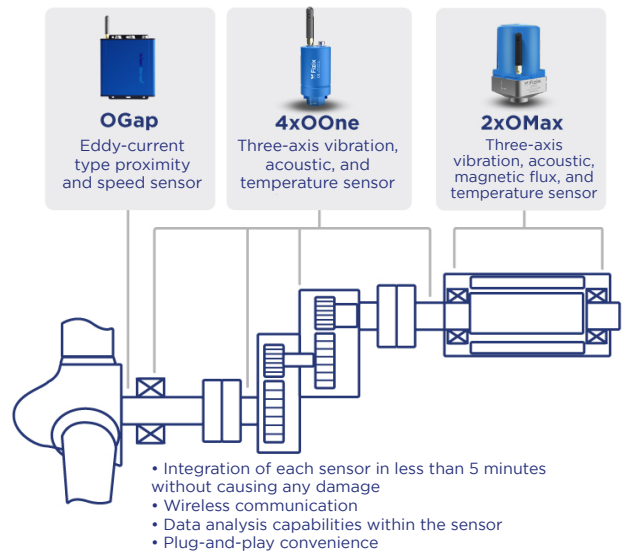 OGap
Eddy-current
type proximity
and speed sensor
4xOOne
Three-axis vibration,
acoustic, and
temperature sensor
2xOMax
Three-axis
vibration, acoustic,
magnetic flux, and
temperature sensor
• Integration of each sensor in less than 5 minutes
without causing any damage
• Wireless communication
• Data analysis capabilities within the sensor
• Plug-and-play convenience